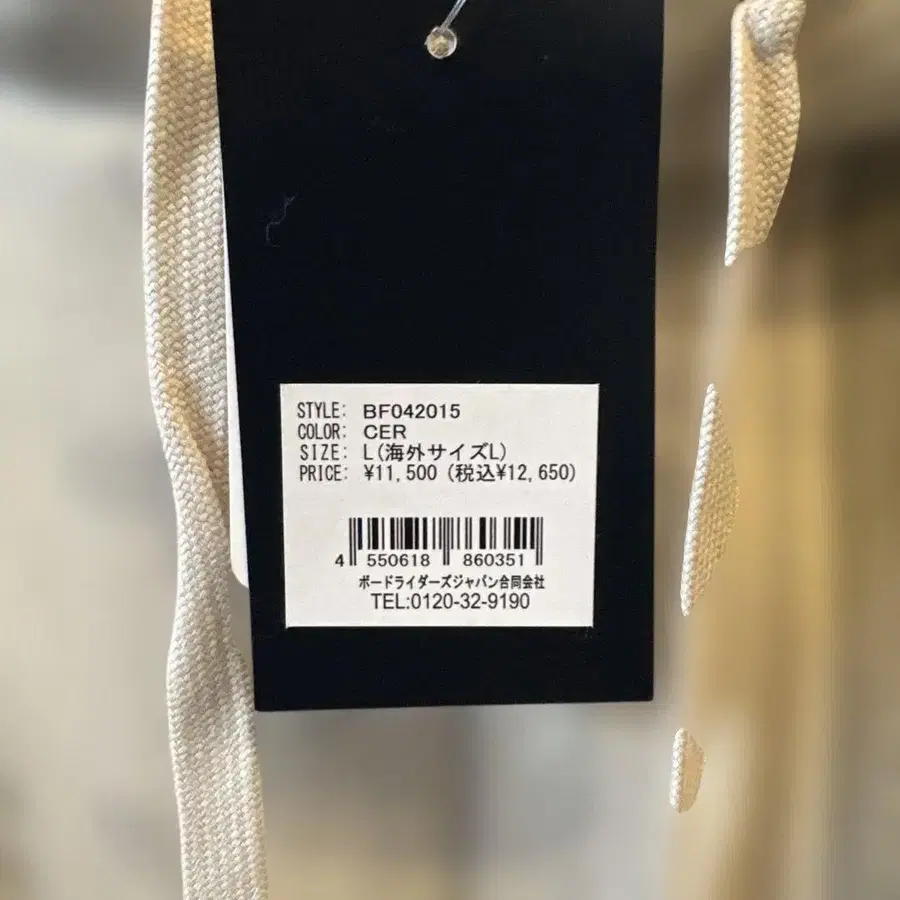 STYLE: BF042015
COLOR: CER
SIZE: L(海外サイズL)
PRICE: ¥11,500 (税込¥12,650)
4 550618 860351
ボードライダーズジャパン合同会社
TEL:0120-32-9190